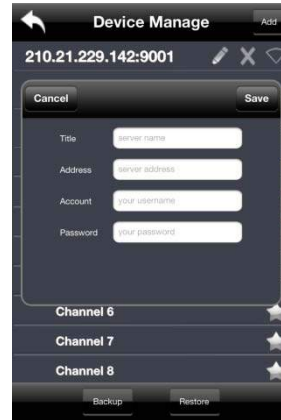 Device Manage Add
210.21.229.142:9001
Cancel Save
Title server name
Address server address
Account your username
Password your password
Channel 6
Channel 7
Channel 8
Backup Restore